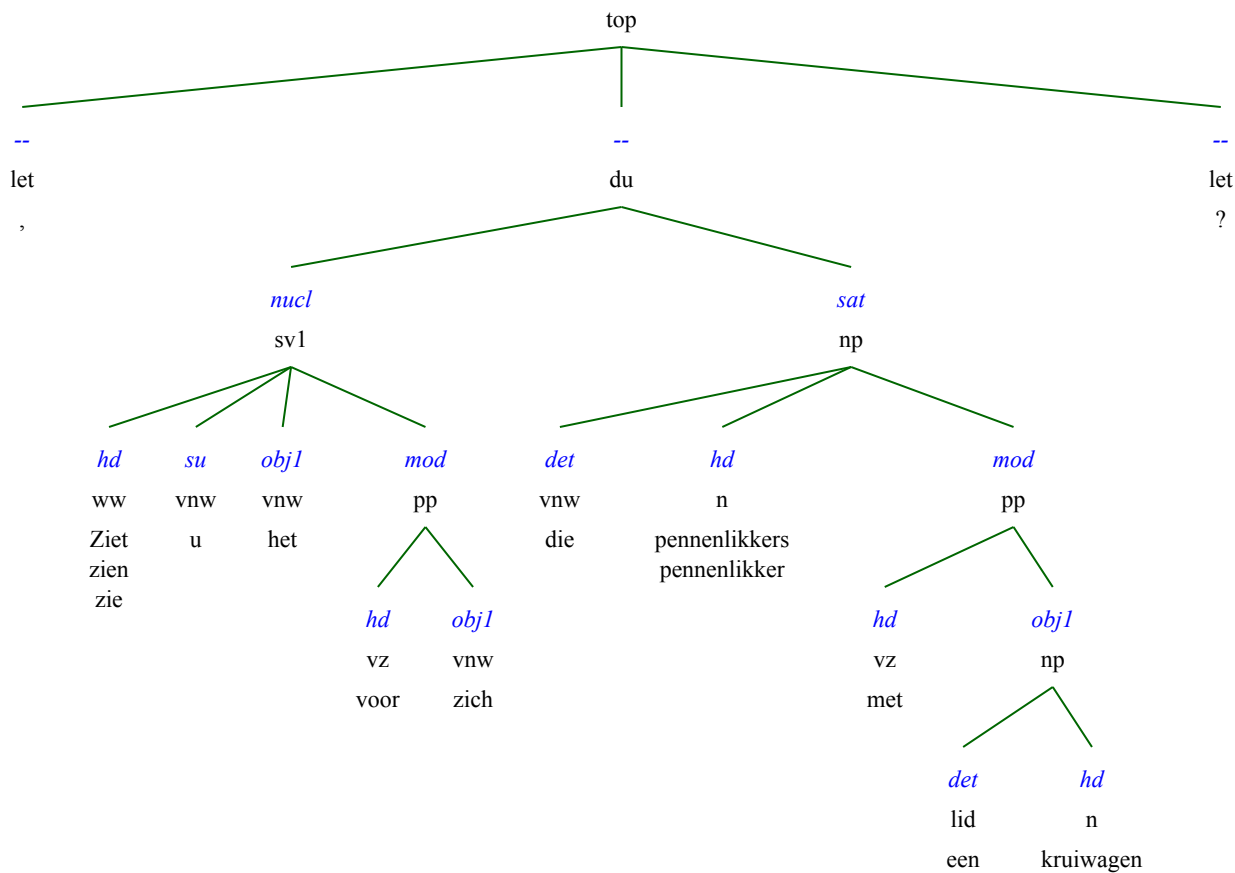 top
-- -- --
let du let
, ?
nucl sat
sv1 np
hd su obj1 mod det hd mod
ww vnw vnw pp vnw n pp
Ziet u het die pennenlikkers
zien pennenlikker
zie
hd obj1 hd obj1
vz vnw vz np
voor zich met
det hd
lid n
een kruiwagen